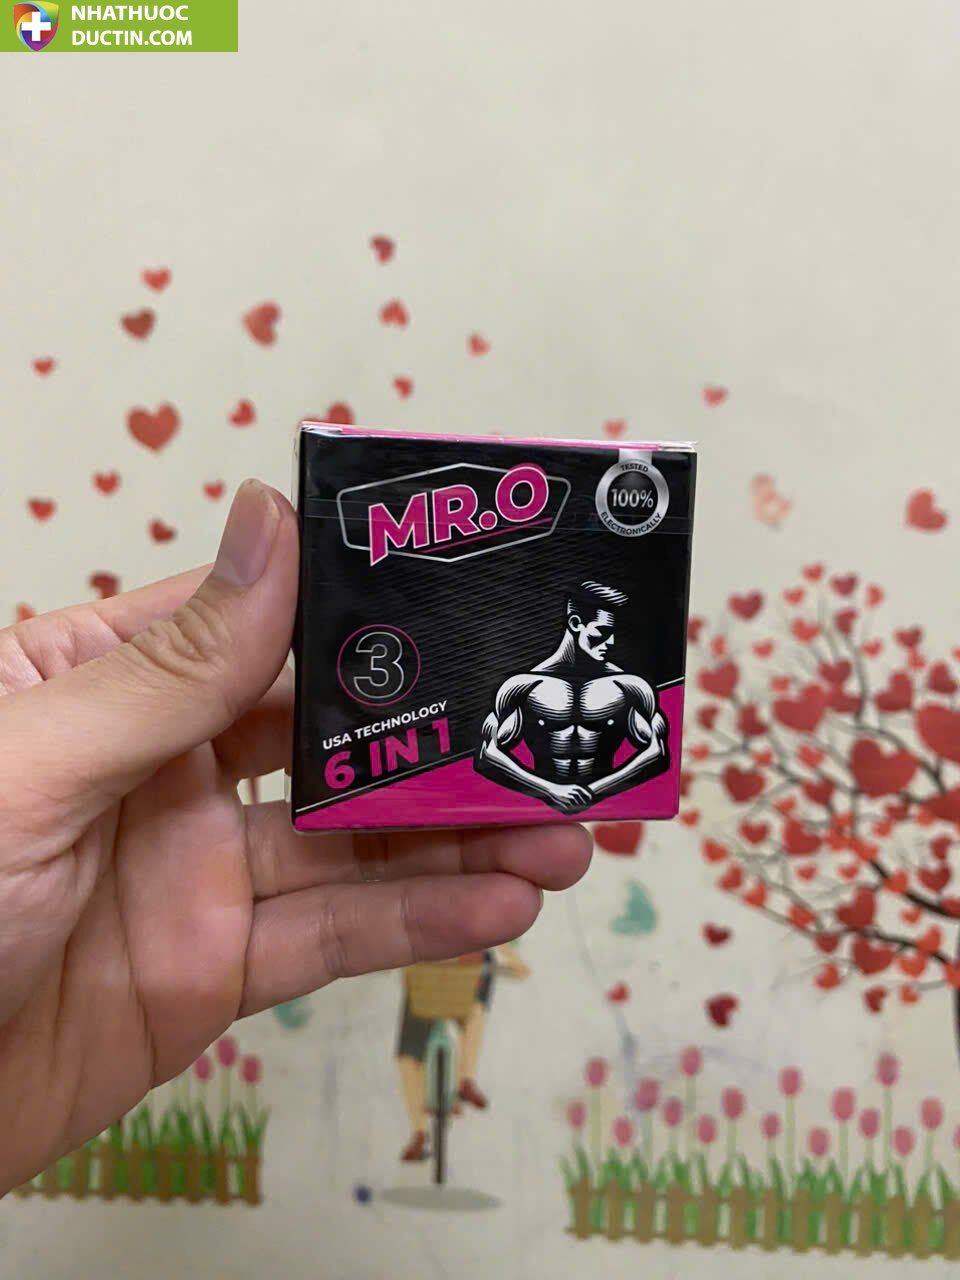 NHATHUOC
DUCTIN.COM
MR.O
TESTED
100%
ELECTRONICALLY
3
USA TECHNOLOGY
6 IN 1